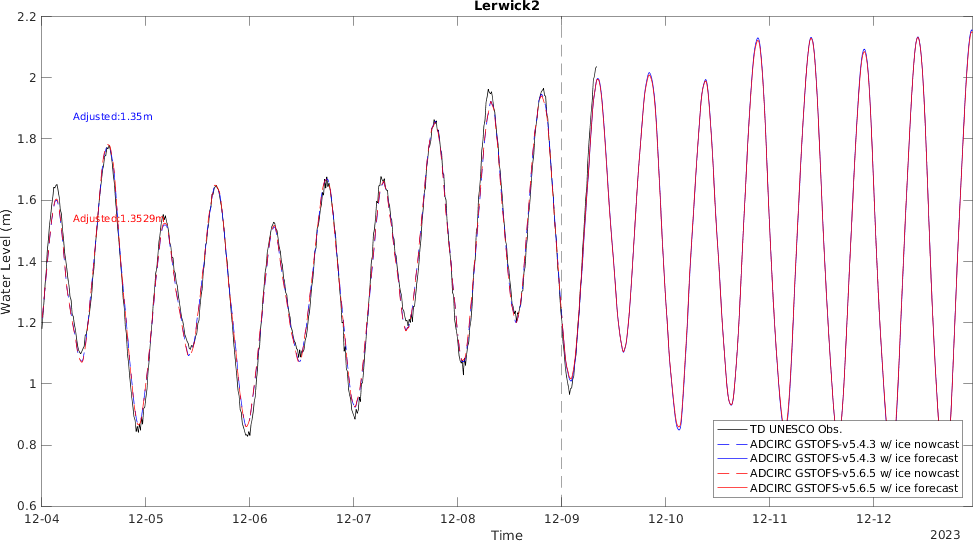 Lerwick2
2.2
2
1.8
1.6
1.4
1.2
1
0.8
0.6
Water Level (m)
Adjusted:1.35m
Adjusted:1.3529m
TD UNESCO Obs.
ADCIRC GSTOFS-v5.4.3 w/ ice nowcast
ADCIRC GSTOFS-v5.4.3 w/ ice forecast
ADCIRC GSTOFS-v5.6.5 w/ ice nowcast
ADCIRC GSTOFS-v5.6.5 w/ ice forecast
12-04 12-05 12-06 12-07 12-08 12-09 12-10 12-11 12-12
Time
2023